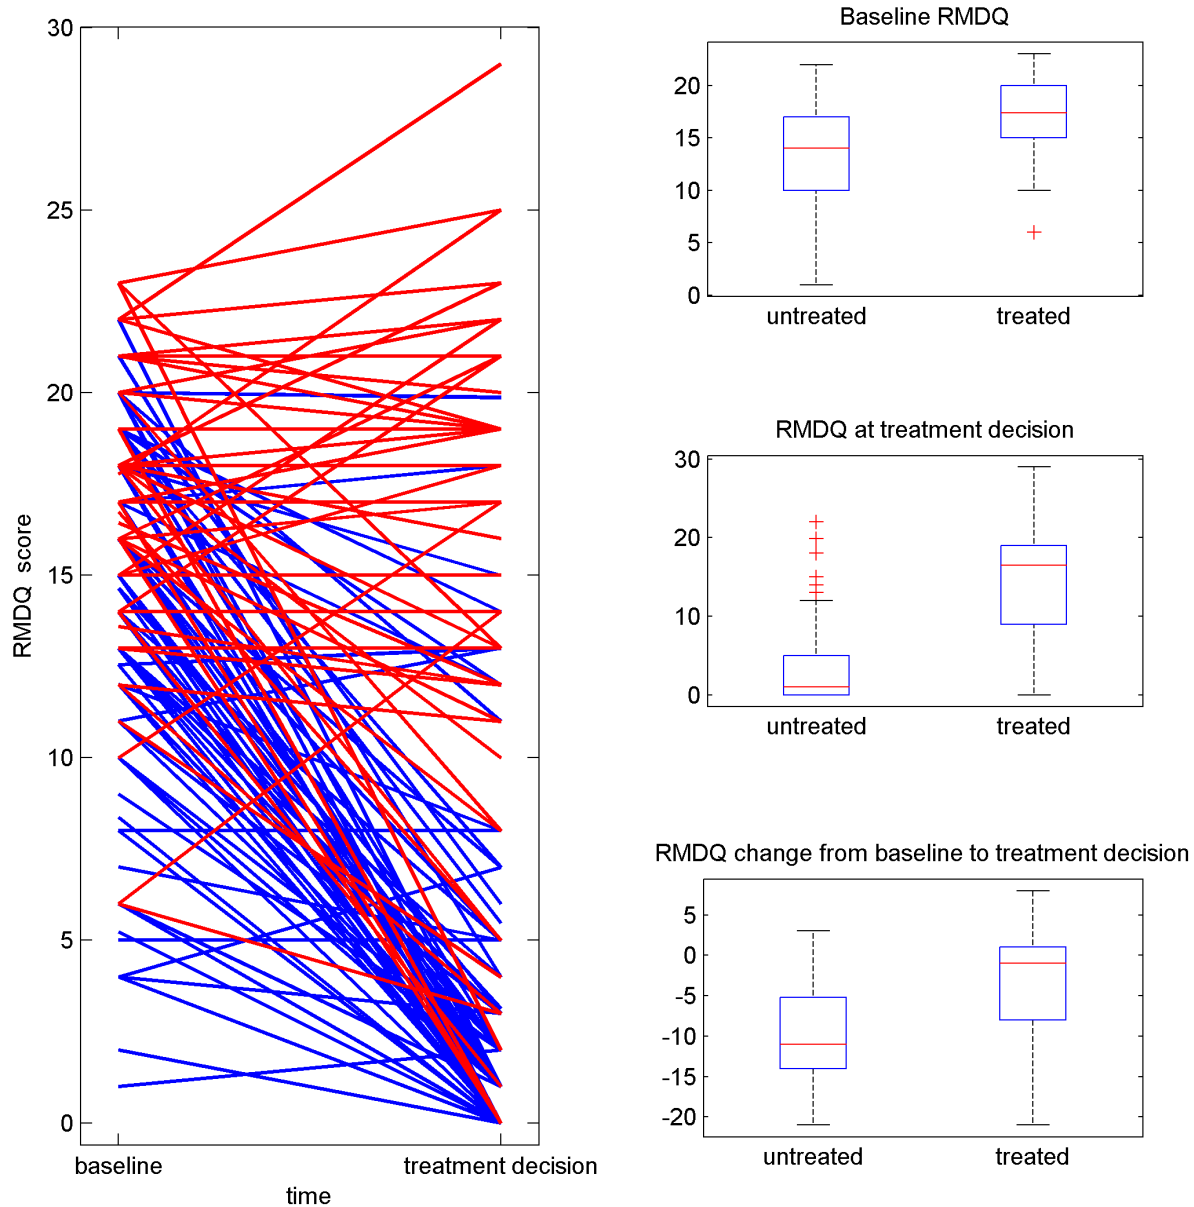 30
25
20
15
10
5
0
RMDQ score
baseline
treatment decision
time
Baseline RMDQ
20
15
10
5
0
untreated
treated
RMDQ at treatment decision
30
20
10
0
untreated
treated
RMDQ change from baseline to treatment decision
5
0
-5
-10
-15
-20
untreated
treated